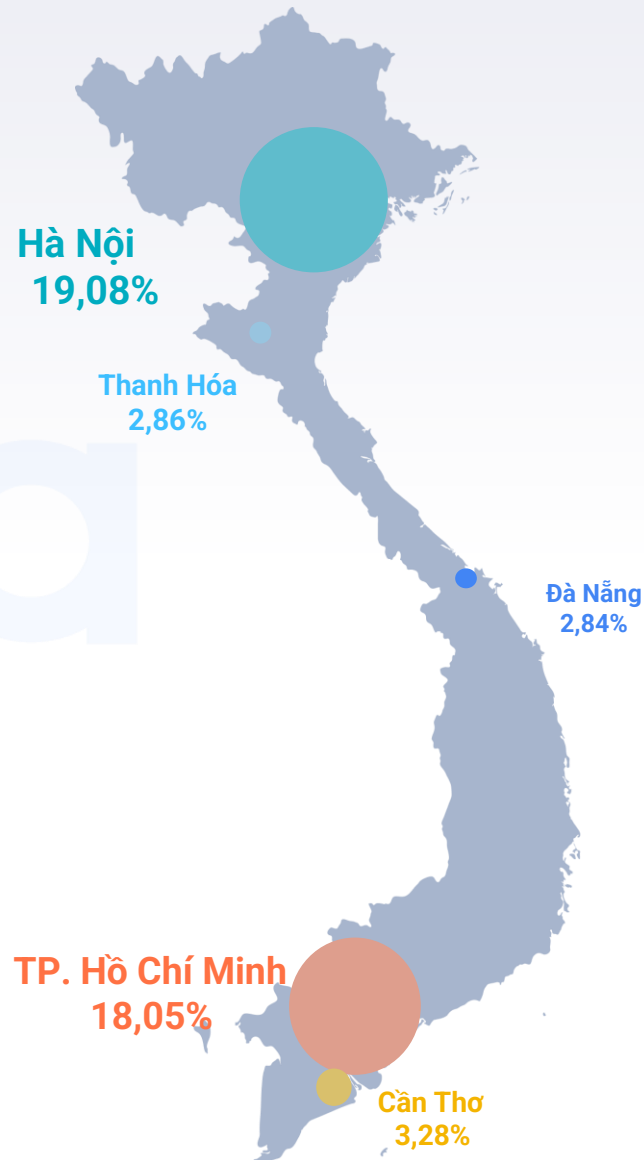 Hà Nội
19,08%
Thanh Hóa
2,86%
Đà Nẵng
2,84%
TP. Hồ Chí Minh
18,05%
Cần Thơ
3,28%